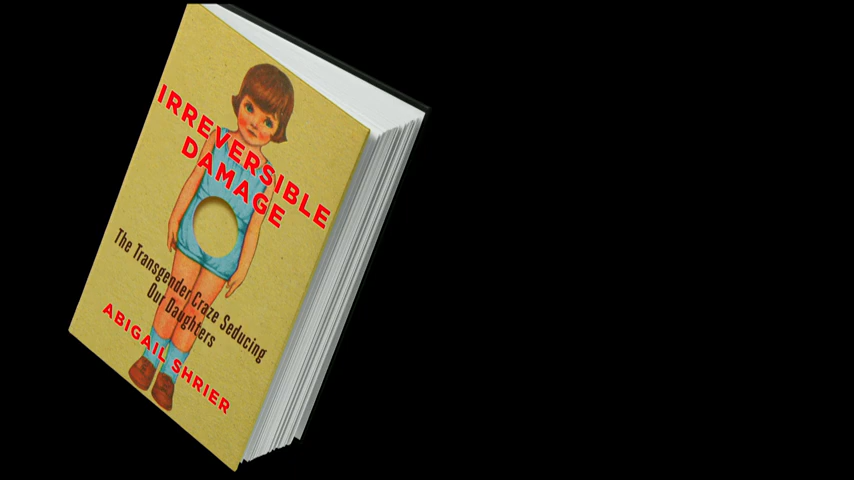 IRREVERSIBLE
DAMAGE
The Transgender Craze Seducing
Our Daughters
ABIGAIL SHRIER